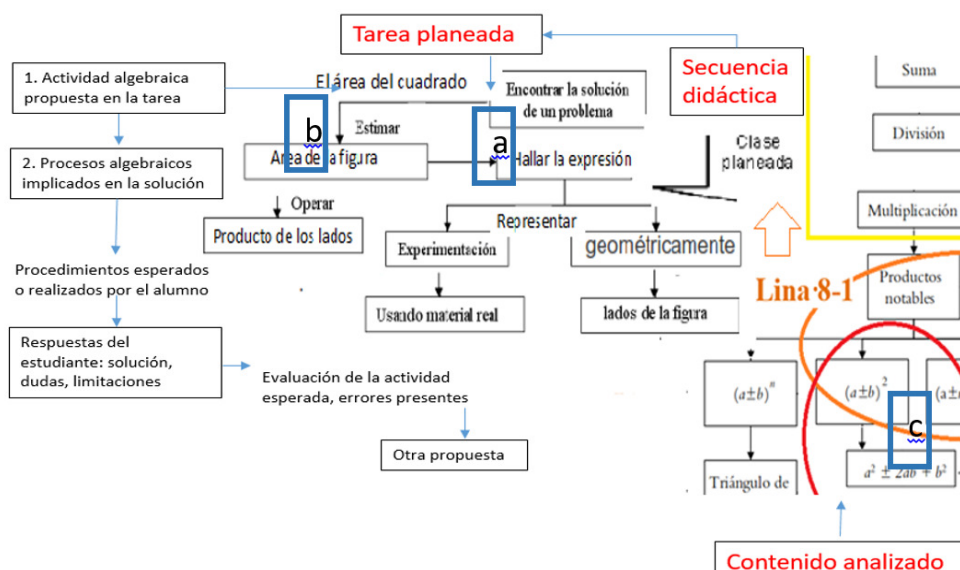 Tarea planeada
1. Actividad algebraica
propuesta en la tarea
El área del cuadrado
Encontrar la solución
de un problema
Secuencia
didáctica
Suma
b
Estimar
a
División
Area de la figura
Hallar la expresión
Clase
planeada
2. Procesos algebraicos
implicados en la solución
Operar
Producto de los lados
Representar
Experimentación
geométricamente
Multiplicación
Procedimientos esperados
o realizados por el alumno
Usando material real
lados de la figura
Lina 8-1
Productos
notables
Respuestas del
estudiante: solución,
dudas, limitaciones
Evaluación de la actividad
esperada, errores presentes
Otra propuesta
(a±b)ⁿ
(a±b)²
(a±
c
Triángulo de
a² ± 2ab + b²
Contenido analizado